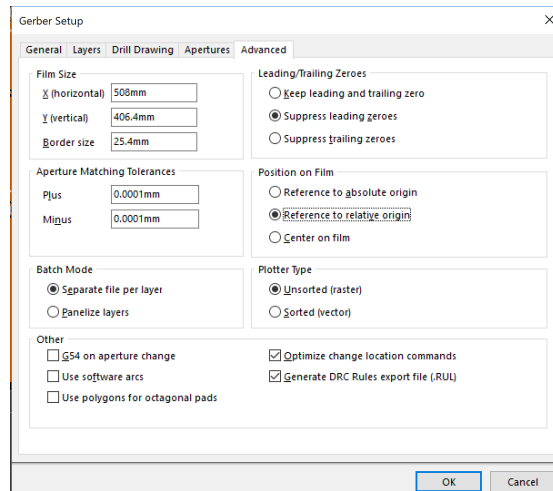 Gerber Setup
General Layers Drill Drawing Apertures Advanced
Film Size
X (horizontal) 508mm
Y (vertical) 406.4mm
Border size 25.4mm
Leading/Trailing Zeroes
Keep leading and trailing zero
Suppress leading zeroes
Suppress trailing zeroes
Aperture Matching Tolerances
Plus 0.0001mm
Minus 0.0001mm
Position on Film
Reference to absolute origin
Reference to relative origin
Center on film
Batch Mode
Separate file per layer
Panelize layers
Plotter Type
Unsorted (raster)
Sorted (vector)
Other
G54 on aperture change
Use software arcs
Use polygons for octagonal pads
Optimize change location commands
Generate DRC Rules export file (.RUL)
OK Cancel